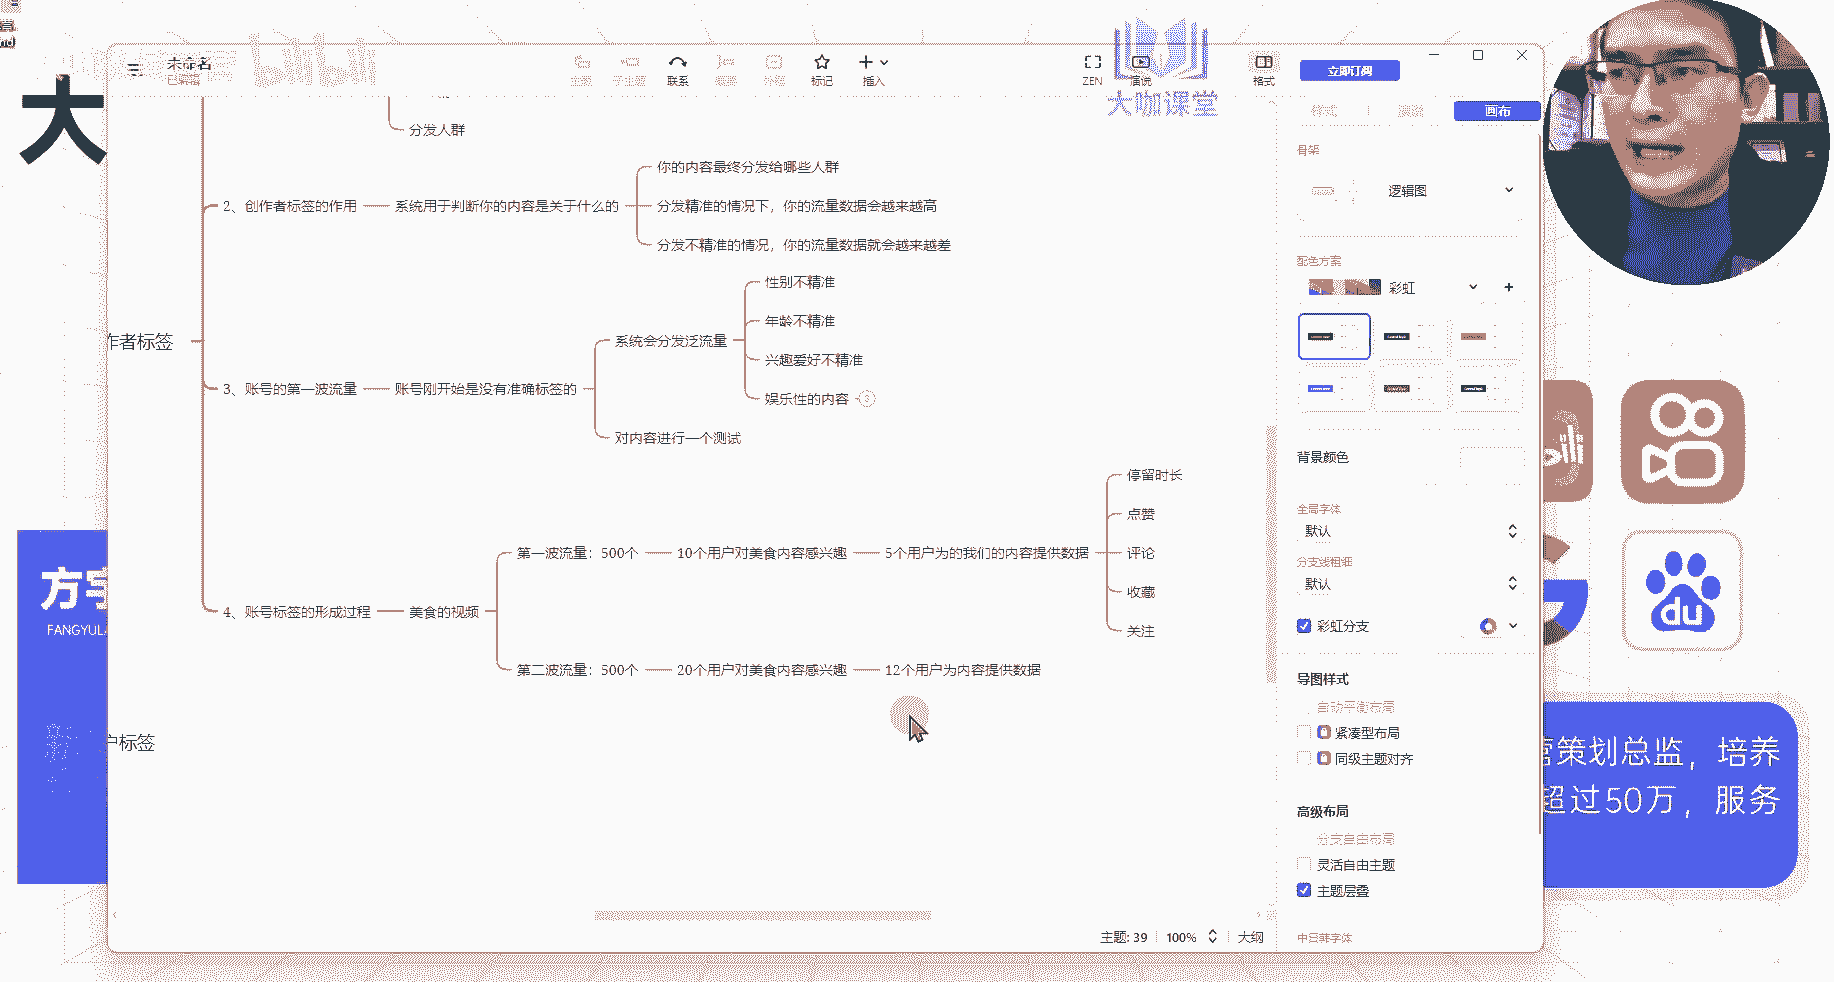 大
bilibili
大咖课堂
未命名
已编辑
主题
子主题
联系
概要
外框
标记
插入
ZEN
演说
格式
立即订阅
样式
演说
画布
分发人群
2、创作者标签的作用
系统用于判断你的内容是关于什么的
你的内容最终分发给哪些人群
分发精准的情况下，你的流量数据会越来越高
分发不精准的情况，你的流量数据就会越来越差
作者标签
3、账号的第一波流量
账号刚开始是没有准确标签的
系统会分发泛流量
性别不精准
年龄不精准
兴趣爱好不精准
娱乐性的内容
3
对内容进行一个测试
4、账号标签的形成过程
美食的视频
第一波流量：500个
10个用户对美食内容感兴趣
5个用户为的我们的内容提供数据
停留时长
点赞
评论
收藏
关注
第二波流量：500个
20个用户对美食内容感兴趣
12个用户为内容提供数据
户标签
骨架
逻辑图
配色方案
彩虹
背景颜色
全局字体
默认
分支线粗细
默认
彩虹分支
导图样式
自动平衡布局
紧凑型布局
同级主题对齐
高级布局
分支自由布局
灵活自由主题
主题层叠
中日韩字体
主题: 39
100%
大纲
方宇
FANGYULA
du
营策划总监，培养
超过50万，服务